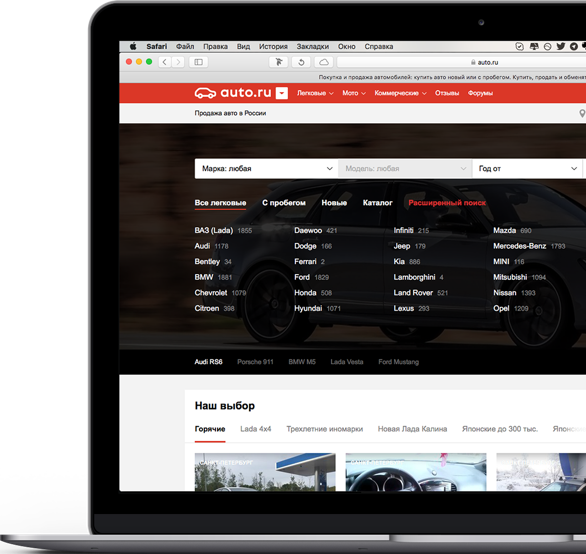 Safari Файл Правка Вид История Закладки Окно Справка
auto.ru
Покупка и продажа автомобилей: купить авто новый или с пробегом. Купить, продать и
auto.ru Легковые Мото Коммерческие Отзывы Форумы
Продажа авто в России
Марка: любая Модель: любая Год от
Все легковые С пробегом Новые Каталог Расширенный поиск
ВАЗ (Lada) 1855 Daewoo 421 Infiniti 215 Mazda 690
Audi 1178 Dodge 166 Jeep 179 Mercedes-Benz 1793
Bentley 34 Ferrari 2 Kia 886 MINI 116
BMW 1881 Ford 1829 Lamborghini 4 Mitsubishi 1094
Chevrolet 1079 Honda 508 Land Rover 521 Nissan 1393
Citroen 398 Hyundai 1071 Lexus 293 Opel 1209
Audi RS6 Porsche 911 BMW M5 Lada Vesta Ford Mustang
Наш выбор
Горячие Lada 4x4 Трехлетние иномарки Новая Лада Калина Японские до 300 тыс.